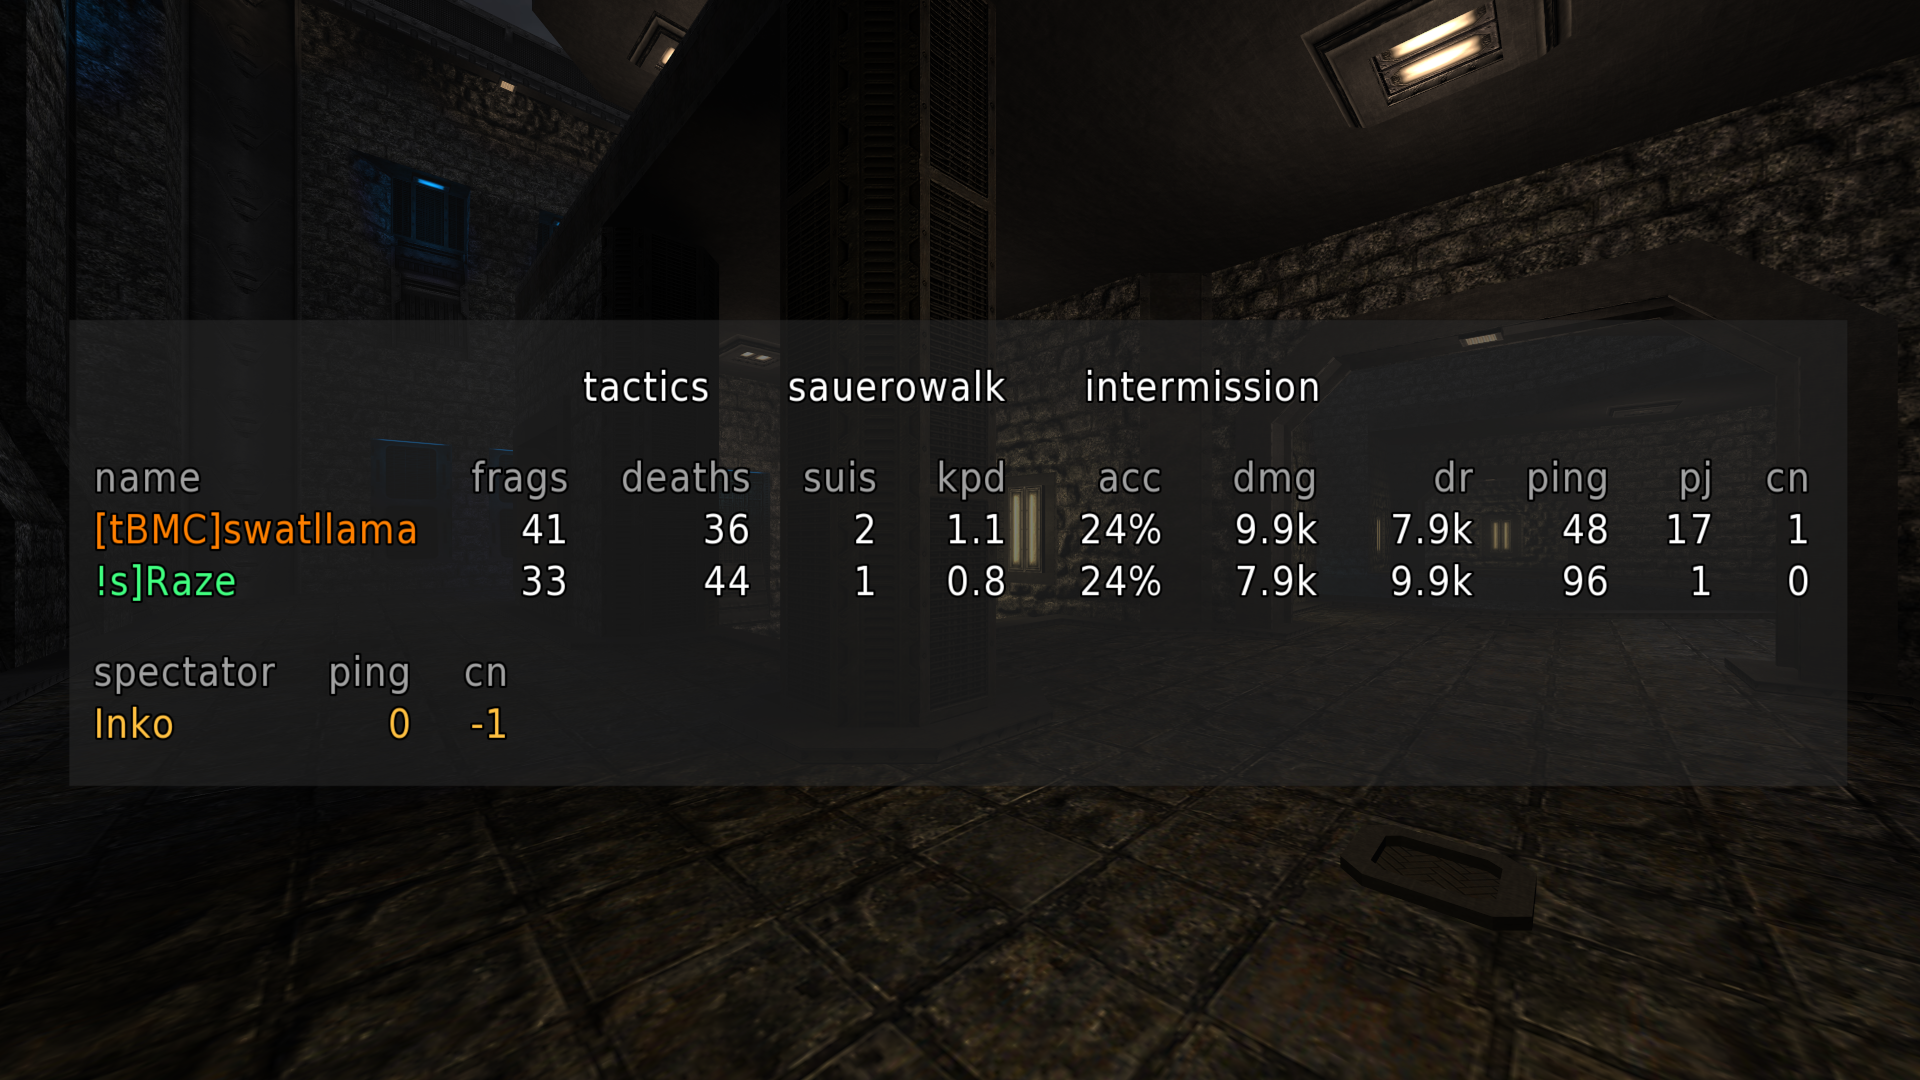 tactics sauerowalk intermission
name frags deaths suis kpd acc dmg dr ping pj cn
[tBMC]swatllama 41 36 2 1.1 24% 9.9k 7.9k 48 17 1
!s]Raze 33 44 1 0.8 24% 7.9k 9.9k 96 1 0
spectator ping cn
Inko 0 -1